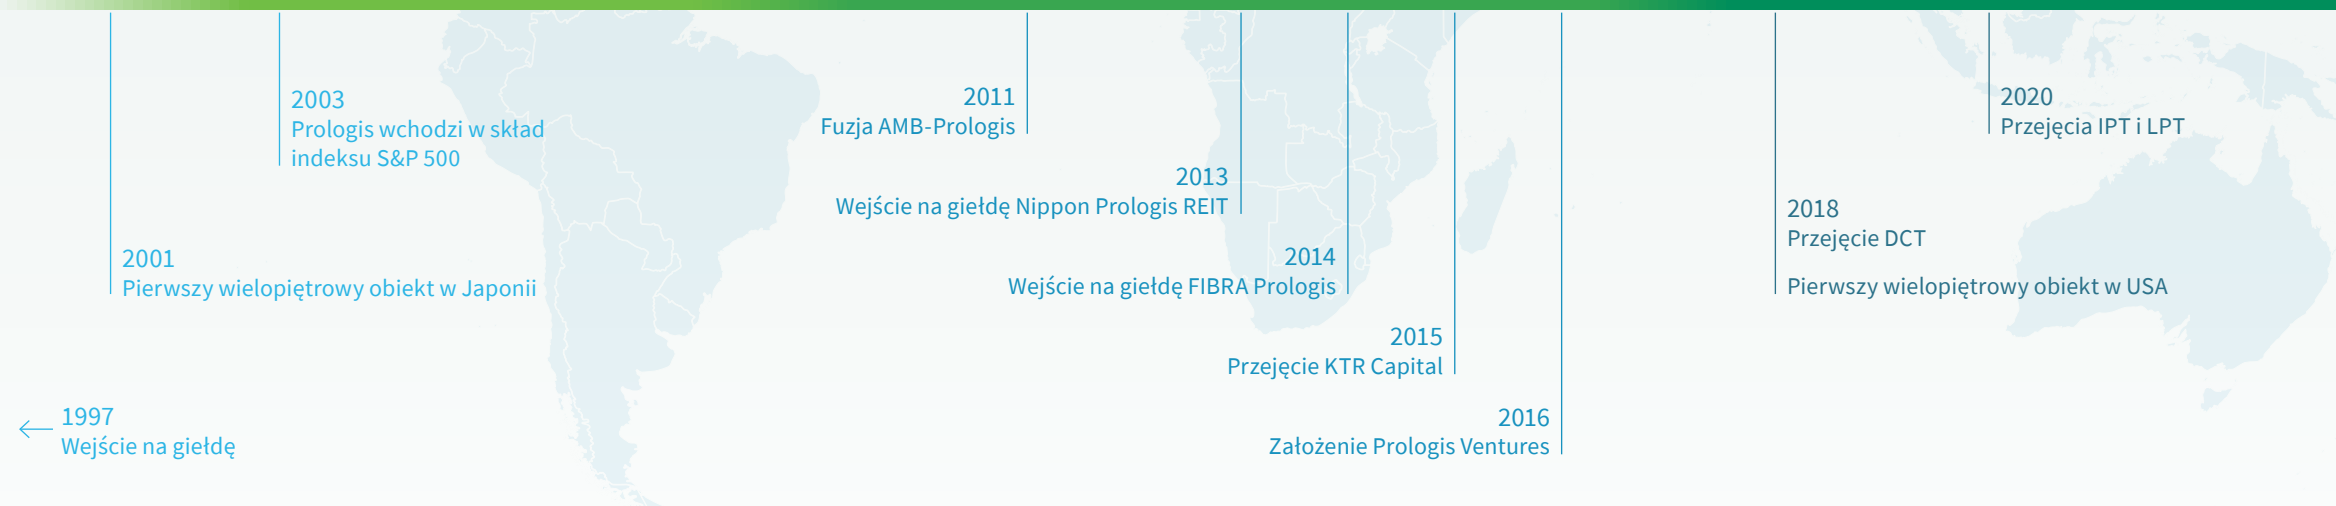 1997
Wejście na giełdę
2001
Pierwszy wielopiętrowy obiekt w Japonii
2003
Prologis wchodzi w skład
indeksu S&P 500
2011
Fuzja AMB-Prologis
2013
Wejście na giełdę Nippon Prologis REIT
2014
Wejście na giełdę FIBRA Prologis
2015
Przejęcie KTR Capital
2016
Założenie Prologis Ventures
2018
Przejęcie DCT
Pierwszy wielopiętrowy obiekt w USA
2020
Przejęcia IPT i LPT